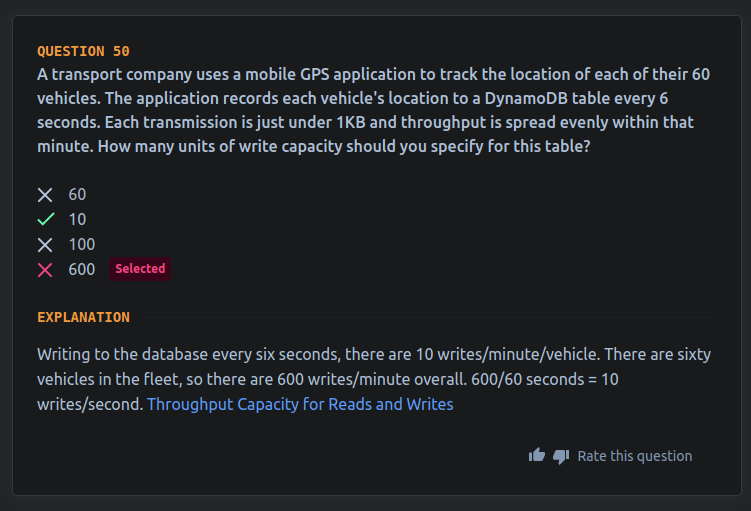 QUESTION 50
A transport company uses a mobile GPS application to track the location of each of their 60
vehicles. The application records each vehicle's location to a DynamoDB table every 6
seconds. Each transmission is just under 1KB and throughput is spread evenly within that
minute. How many units of write capacity should you specify for this table?
60
10
100
600 Selected
EXPLANATION
Writing to the database every six seconds, there are 10 writes/minute/vehicle. There are sixty
vehicles in the fleet, so there are 600 writes/minute overall. 600/60 seconds = 10
writes/second. Throughput Capacity for Reads and Writes
Rate this question